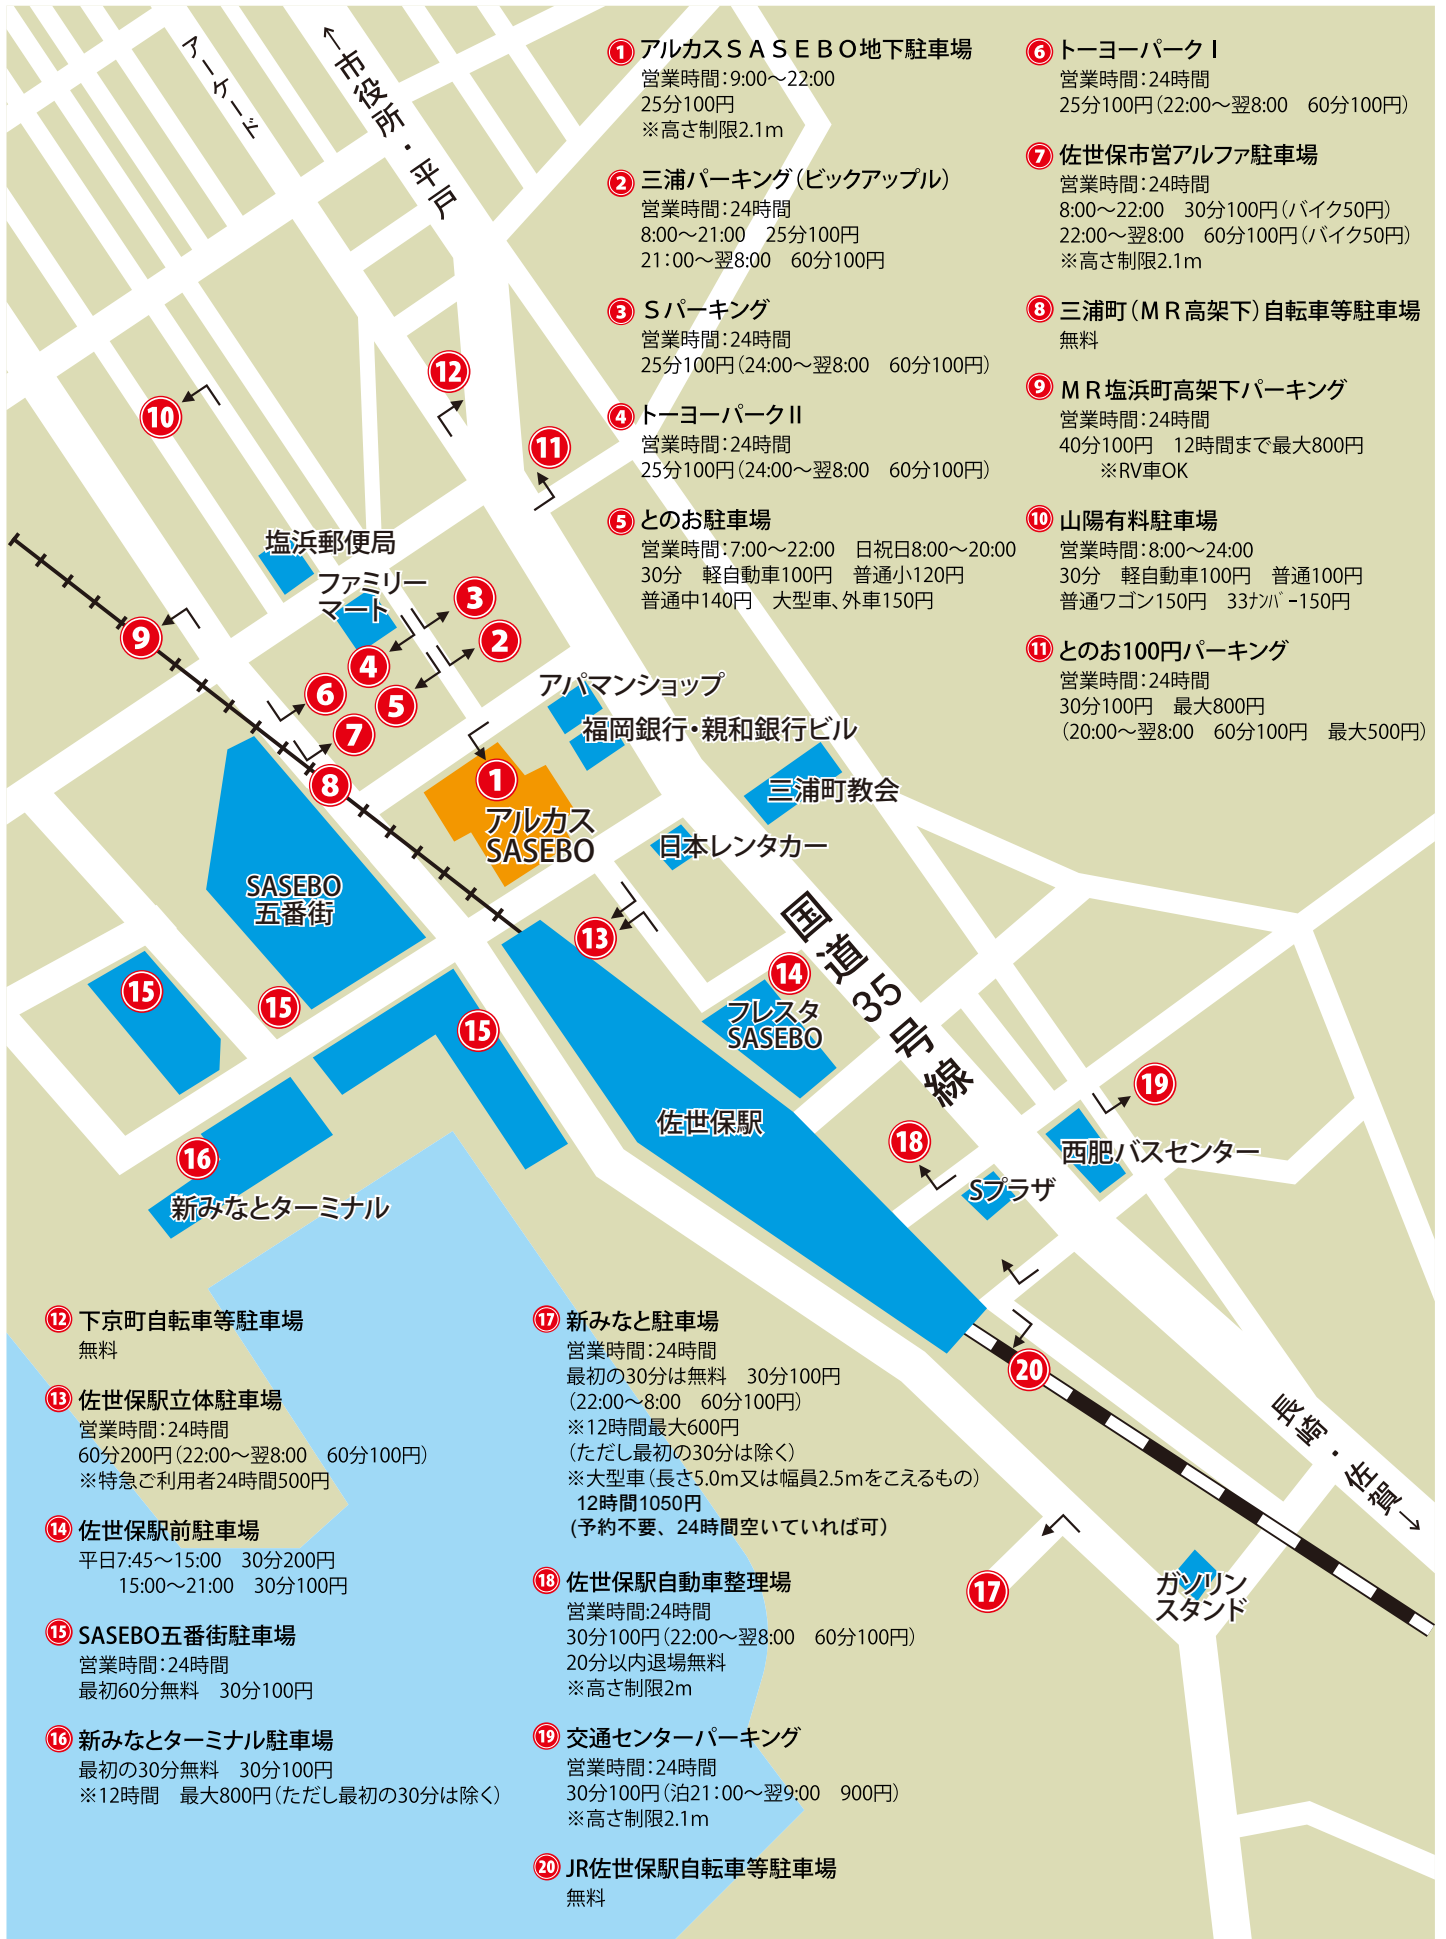 アーケード
←市役所・平戸
1 アルカスＳＡＳＥＢＯ地下駐車場
営業時間：9:00～22:00
25分100円
※高さ制限2.1m
2 三浦パーキング（ビックアップル）
営業時間：24時間
8:00～21:00　25分100円
21：00～翌8:00　60分100円
3 Ｓパーキング
営業時間：24時間
25分100円（24:00～翌8:00　60分100円）
4 トーヨーパークⅡ
営業時間：24時間
25分100円（24:00～翌8:00　60分100円）
5 とのお駐車場
営業時間：7:00～22:00　日祝日8:00～20:00
30分　軽自動車100円　普通小120円
普通中140円　大型車、外車150円
6 トーヨーパークⅠ
営業時間：24時間
25分100円（22:00～翌8:00　60分100円）
7 佐世保市営アルファ駐車場
営業時間：24時間
8:00～22:00　30分100円（バイク50円）
22:00～翌8:00　60分100円（バイク50円）
※高さ制限2.1m
8 三浦町（ＭＲ高架下）自転車等駐車場
無料
9 ＭＲ塩浜町高架下パーキング
営業時間：24時間
40分100円　12時間まで最大800円
※RV車OK
10 山陽有料駐車場
営業時間：8:00～24:00
30分　軽自動車100円　普通100円
普通ワゴン150円　33ﾅﾝﾊﾞｰ150円
11 とのお100円パーキング
営業時間：24時間
30分100円　最大800円
（20:00～翌8:00　60分100円　最大500円）
12
10
11
塩浜郵便局
ファミリー
マート
3
9
2
4
6
5
7
アパマンショップ
福岡銀行・親和銀行ビル
8
1
三浦町教会
アルカス
SASEBO
日本レンタカー
SASEBO
五番街
国道35号線
13
14
15
15
15
フレスタ
SASEBO
19
佐世保駅
18
西肥バスセンター
16
Sプラザ
新みなとターミナル
20
長崎・佐賀→
17
ガソリン
スタンド
12 下京町自転車等駐車場
無料
13 佐世保駅立体駐車場
営業時間：24時間
60分200円（22:00～翌8:00　60分100円）
※特急ご利用者24時間500円
14 佐世保駅前駐車場
平日7:45～15:00　30分200円
15:00～21:00　30分100円
15 SASEBO五番街駐車場
営業時間：24時間
最初60分無料　30分100円
16 新みなとターミナル駐車場
最初の30分無料　30分100円
※12時間　最大800円（ただし最初の30分は除く）
17 新みなと駐車場
営業時間：24時間
最初の30分は無料　30分100円
（22:00～8:00　60分100円）
※12時間最大600円
（ただし最初の30分は除く）
※大型車（長さ5.0m又は幅員2.5mをこえるもの）
12時間1050円
(予約不要、24時間空いていれば可）
18 佐世保駅自動車整理場
営業時間:24時間
30分100円（22:00～翌8:00　60分100円）
20分以内退場無料
※高さ制限2m
19 交通センターパーキング
営業時間：24時間
30分100円（泊21：00～翌9:00　900円）
※高さ制限2.1m
20 JR佐世保駅自転車等駐車場
無料